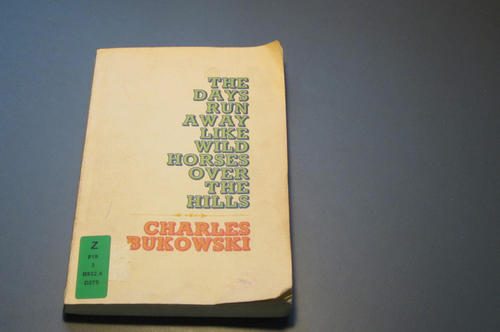 THE
DAYS
RUN
AWAY
LIKE
WILD
HORSES
OVER
THE
HILLS
CHARLES
BUKOWSKI
Z